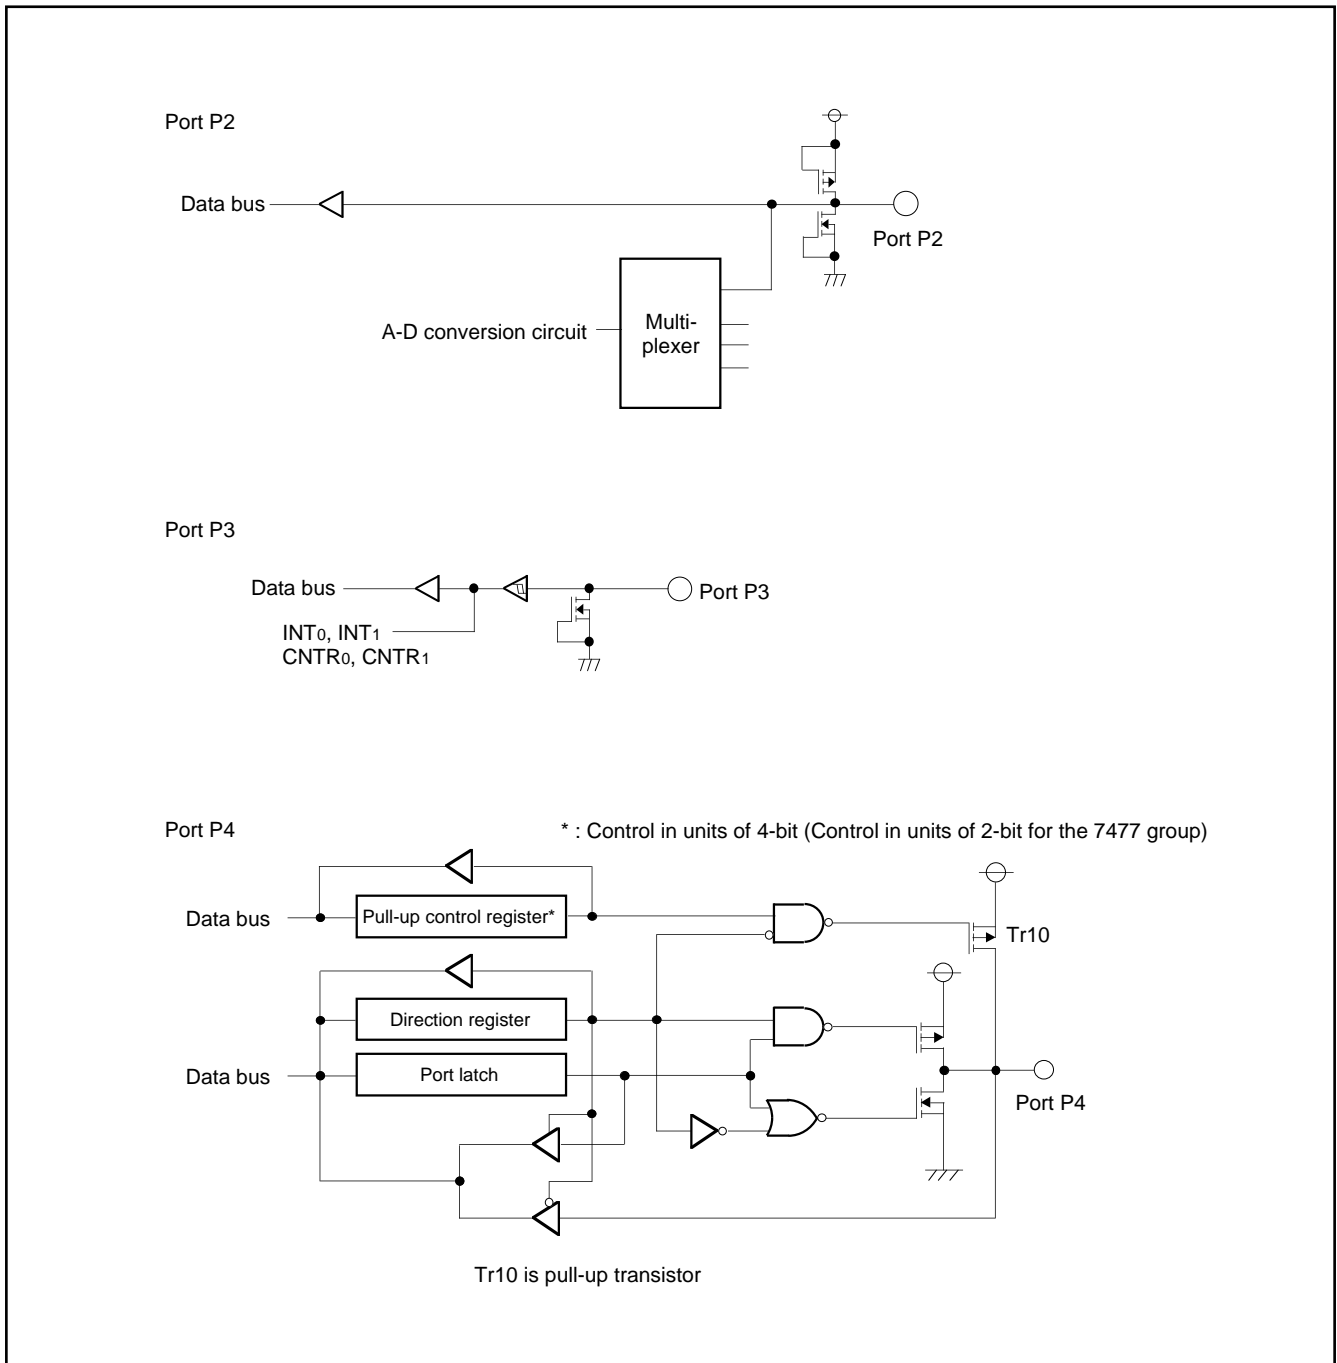 Port P2
Data bus
Port P2
A-D conversion circuit
Multi-
plexer
Port P3
Data bus
Port P3
INT0, INT1
CNTR0, CNTR1
Port P4
* : Control in units of 4-bit (Control in units of 2-bit for the 7477 group)
Data bus
Pull-up control register*
Tr10
Direction register
Data bus
Port latch
Port P4
Tr10 is pull-up transistor